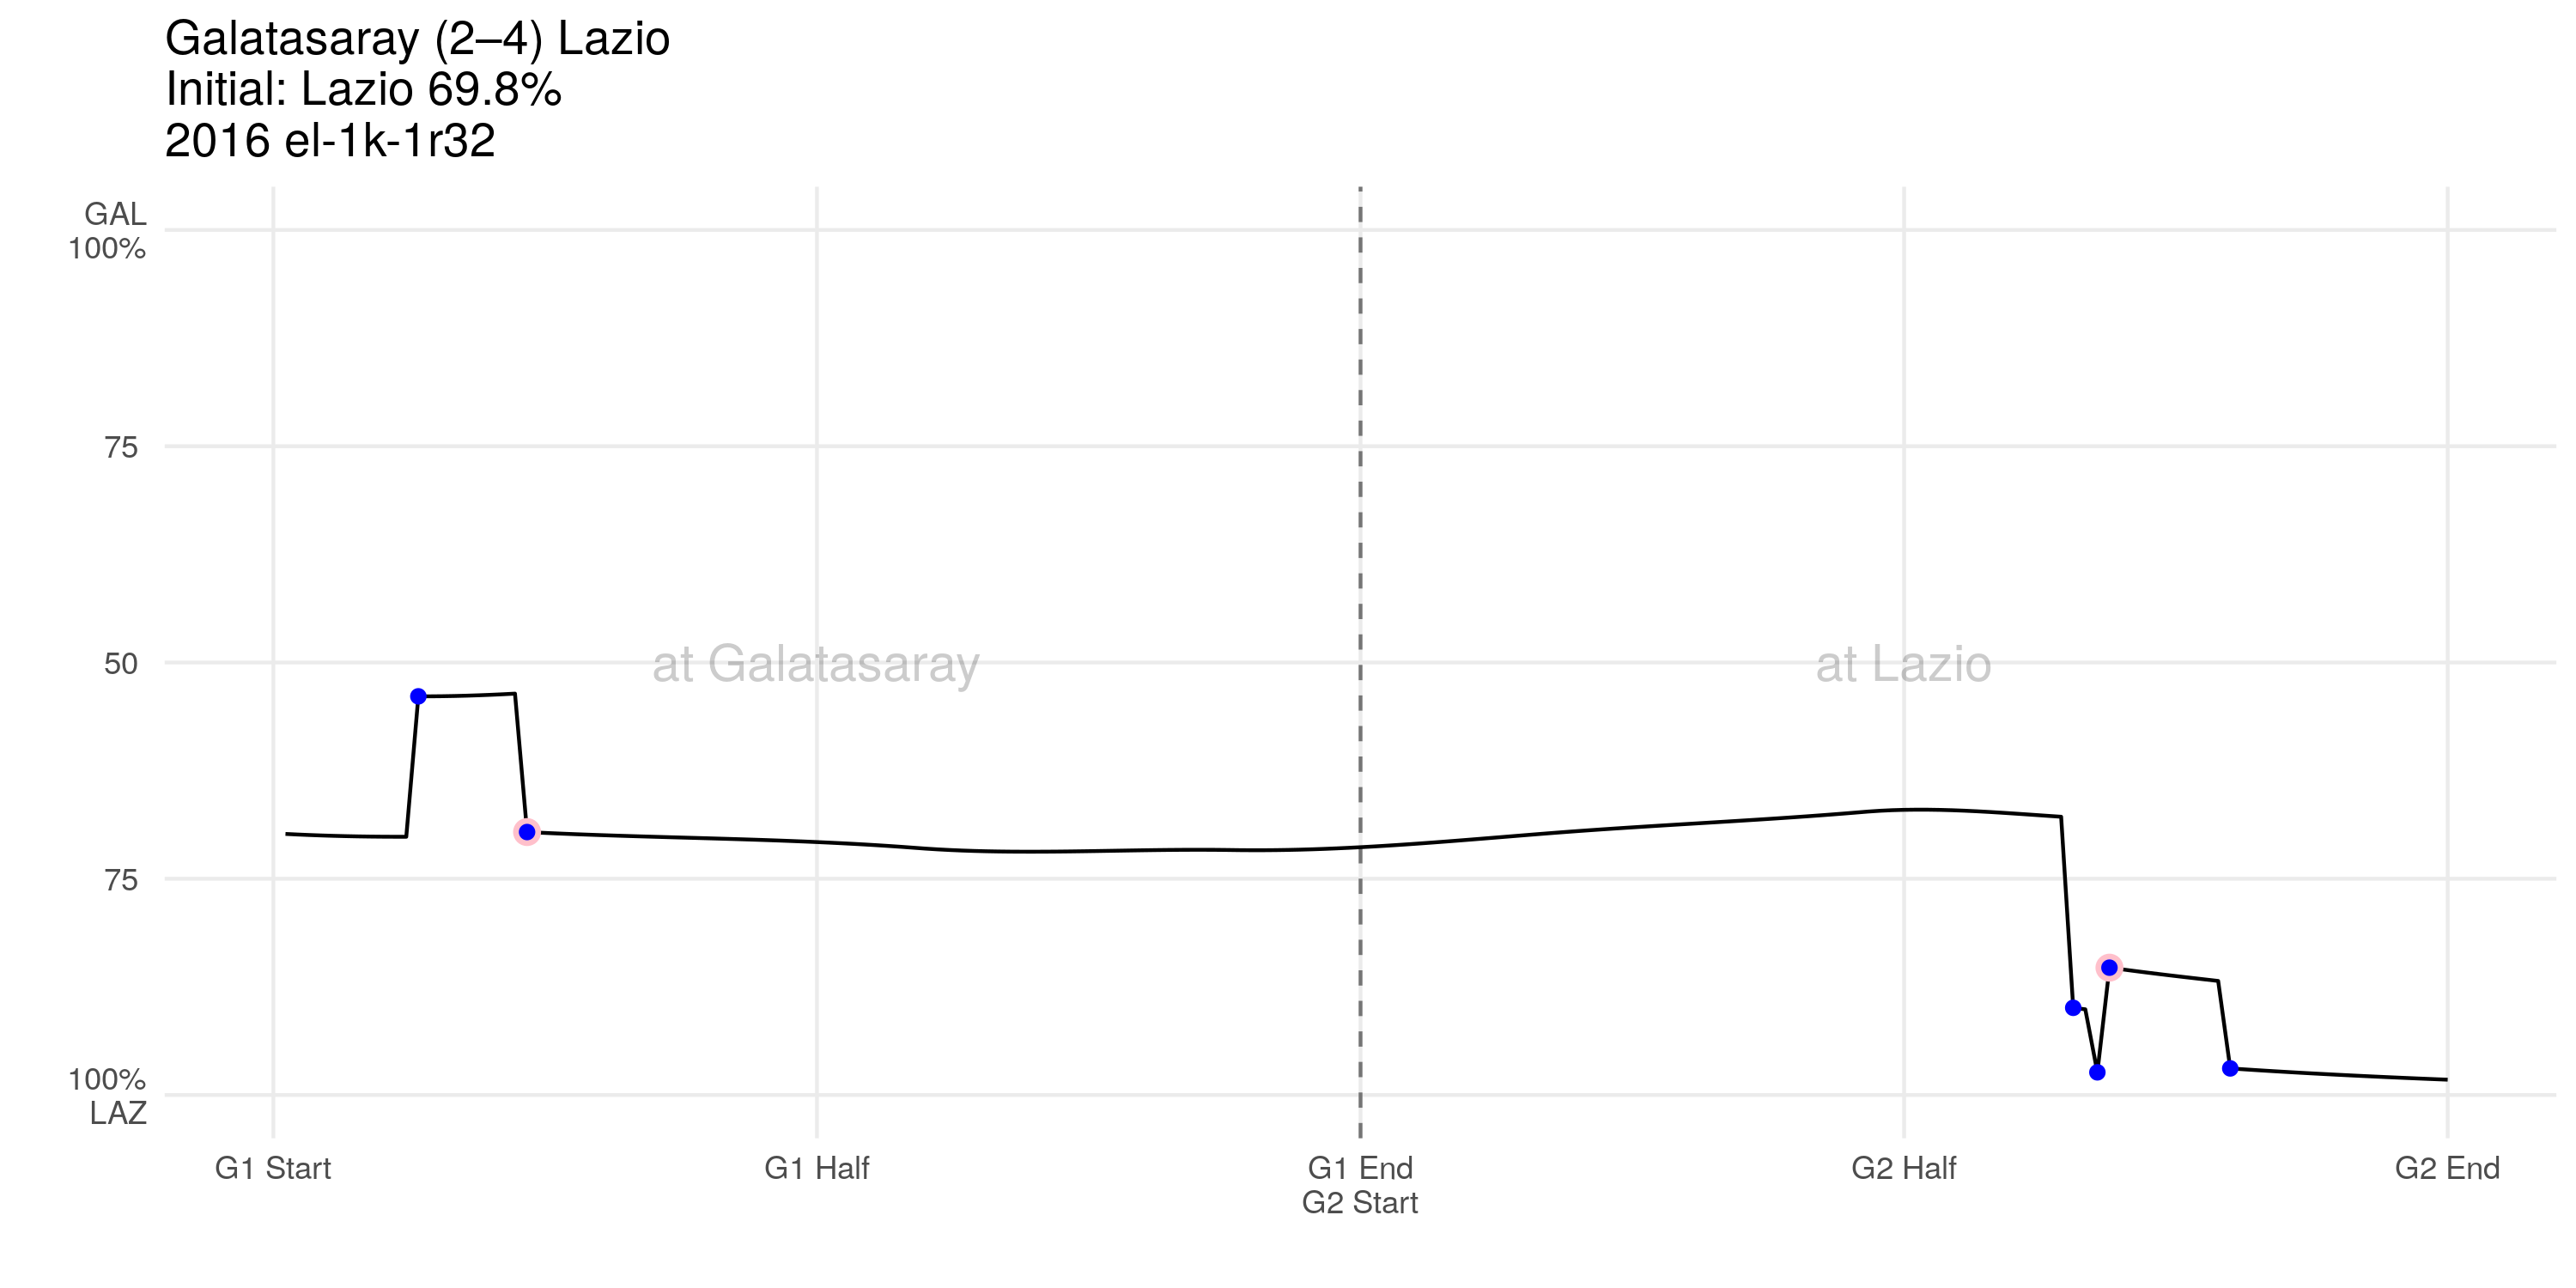 Galatasaray (2–4) Lazio
Initial: Lazio 69.8%
2016 el-1k-1r32
GAL
100%
75
50
75
100%
LAZ
at Galatasaray
at Lazio
G1 Start
G1 Half
G1 End
G2 Start
G2 Half
G2 End